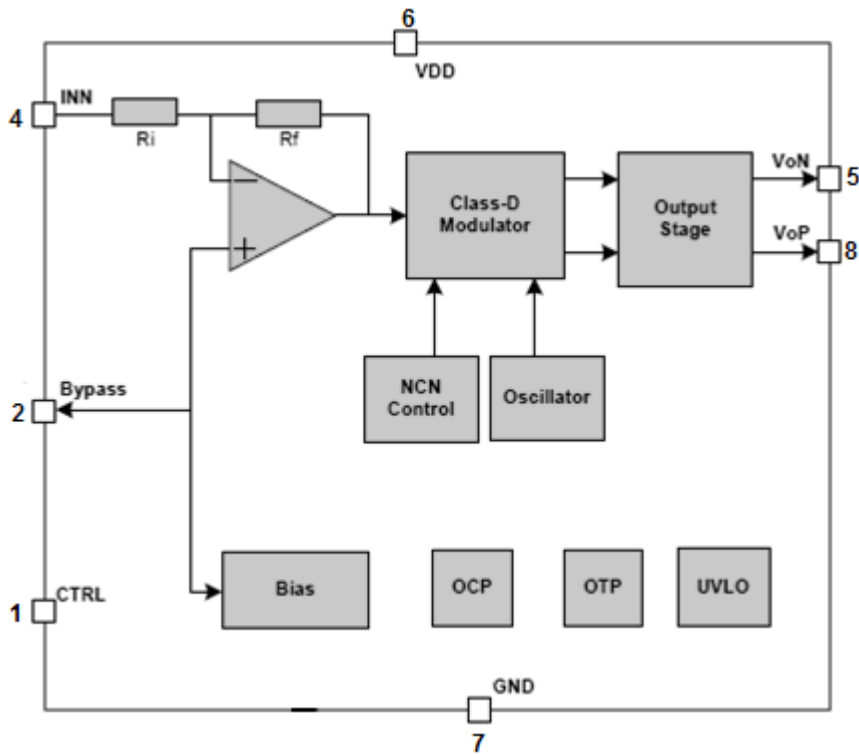 6
VDD
4
INN
Ri
Rf
−
+
Class-D
Modulator
Output
Stage
VoN
5
VoP
8
NCN
Control
Oscillator
Bypass
2
CTRL
1
Bias
OCP
OTP
UVLO
GND
7